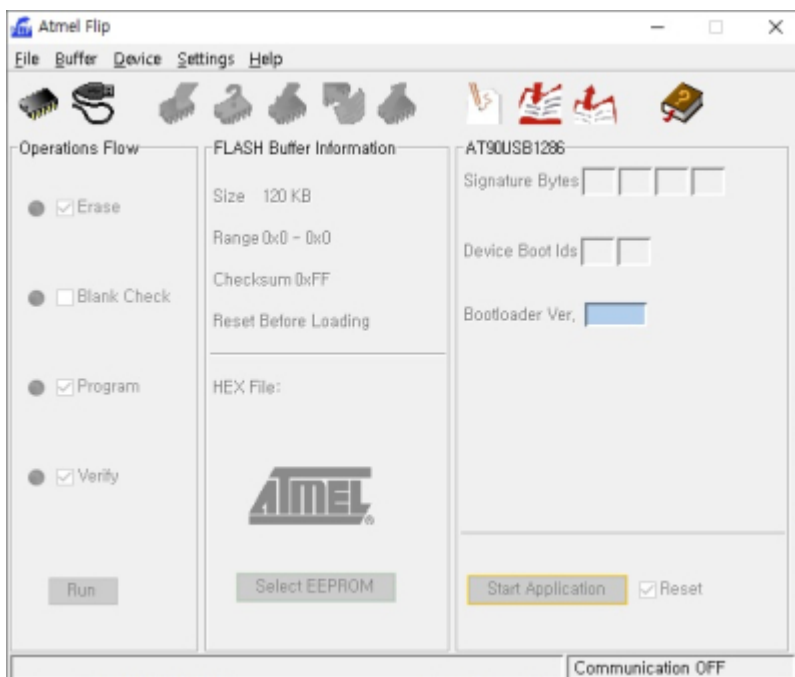 Atmel Flip
File Buffer Device Settings Help
Operations Flow
Erase
Blank Check
Program
Verify
Run
FLASH Buffer Information
Size 120 KB
Range 0x0 - 0x0
Checksum 0xFF
Reset Before Loading
HEX File:
ATMEL
Select EEPROM
AT90USB1286
Signature Bytes
Device Boot Ids
Bootloader Ver,
Start Application
Reset
Communication OFF